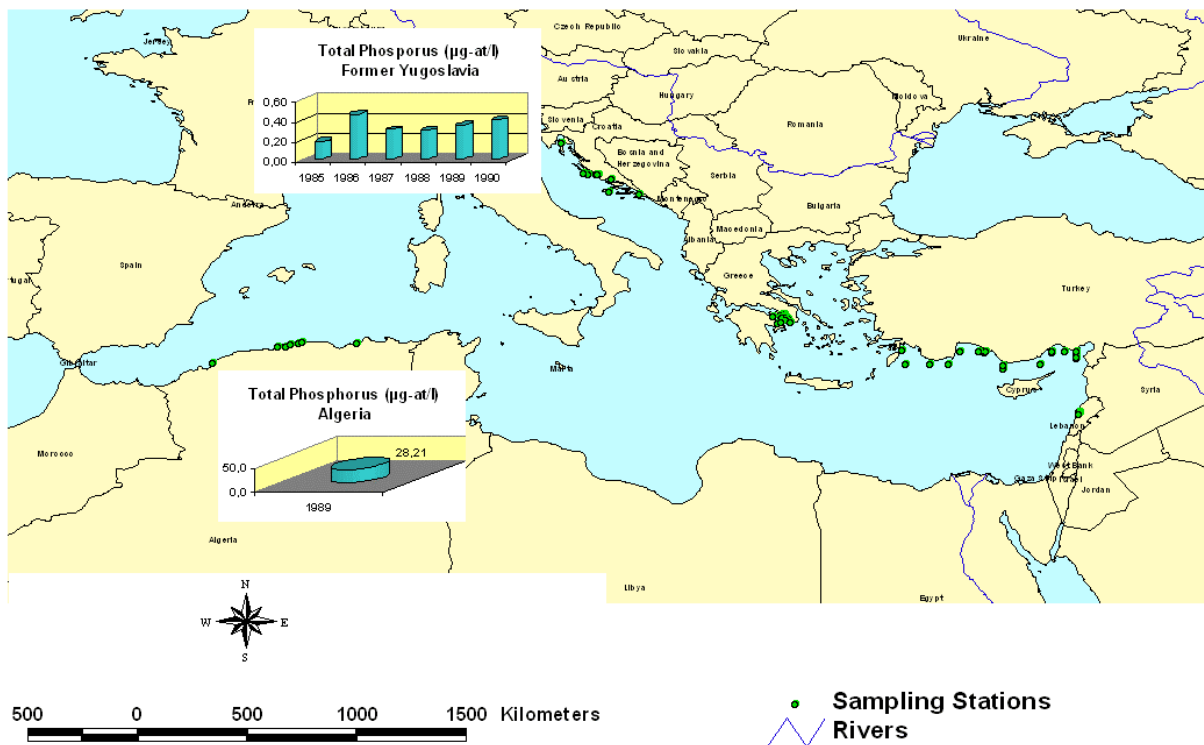 Czech Republic
Ukraine
Jersey
Slovakia
Total Phosporus (µg-at/l)
Former Yugoslavia
Austria
Hungary
Moldova
0,60
0,40
0,20
0,00
1985 1986 1987 1988 1989 1990
Slovenia
Croatia
Romania
Bosnia and
Herzegovina
Serbia
Montenegro
Bulgaria
Andorra
Macedonia
Albania
Spain
Greece
Turkey
Gibraltar
Cyprus
Syria
Lebanon
Total Phosphorus (µg-at/l)
Algeria
28,21
50,0
0,0
1989
Morocco
West Bank
Israel
Jordan
Algeria
Libya
Egypt
N
W E
S
500 0 500 1000 1500 Kilometers
Sampling Stations
Rivers